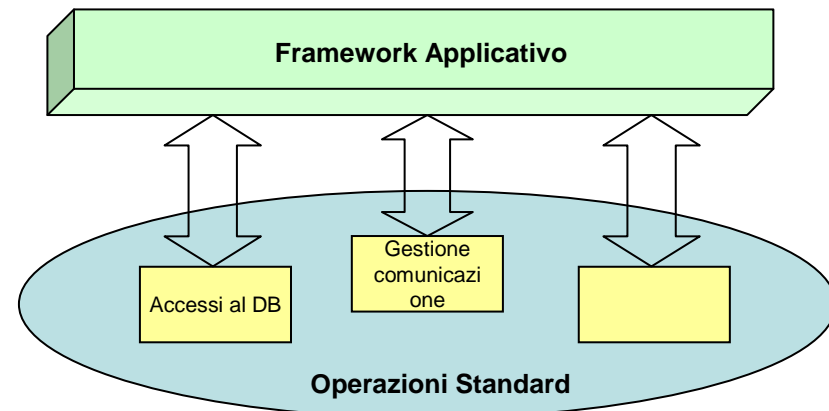 Framework Applicativo
Gestione
comunicazi
one
Accessi al DB
Operazioni Standard